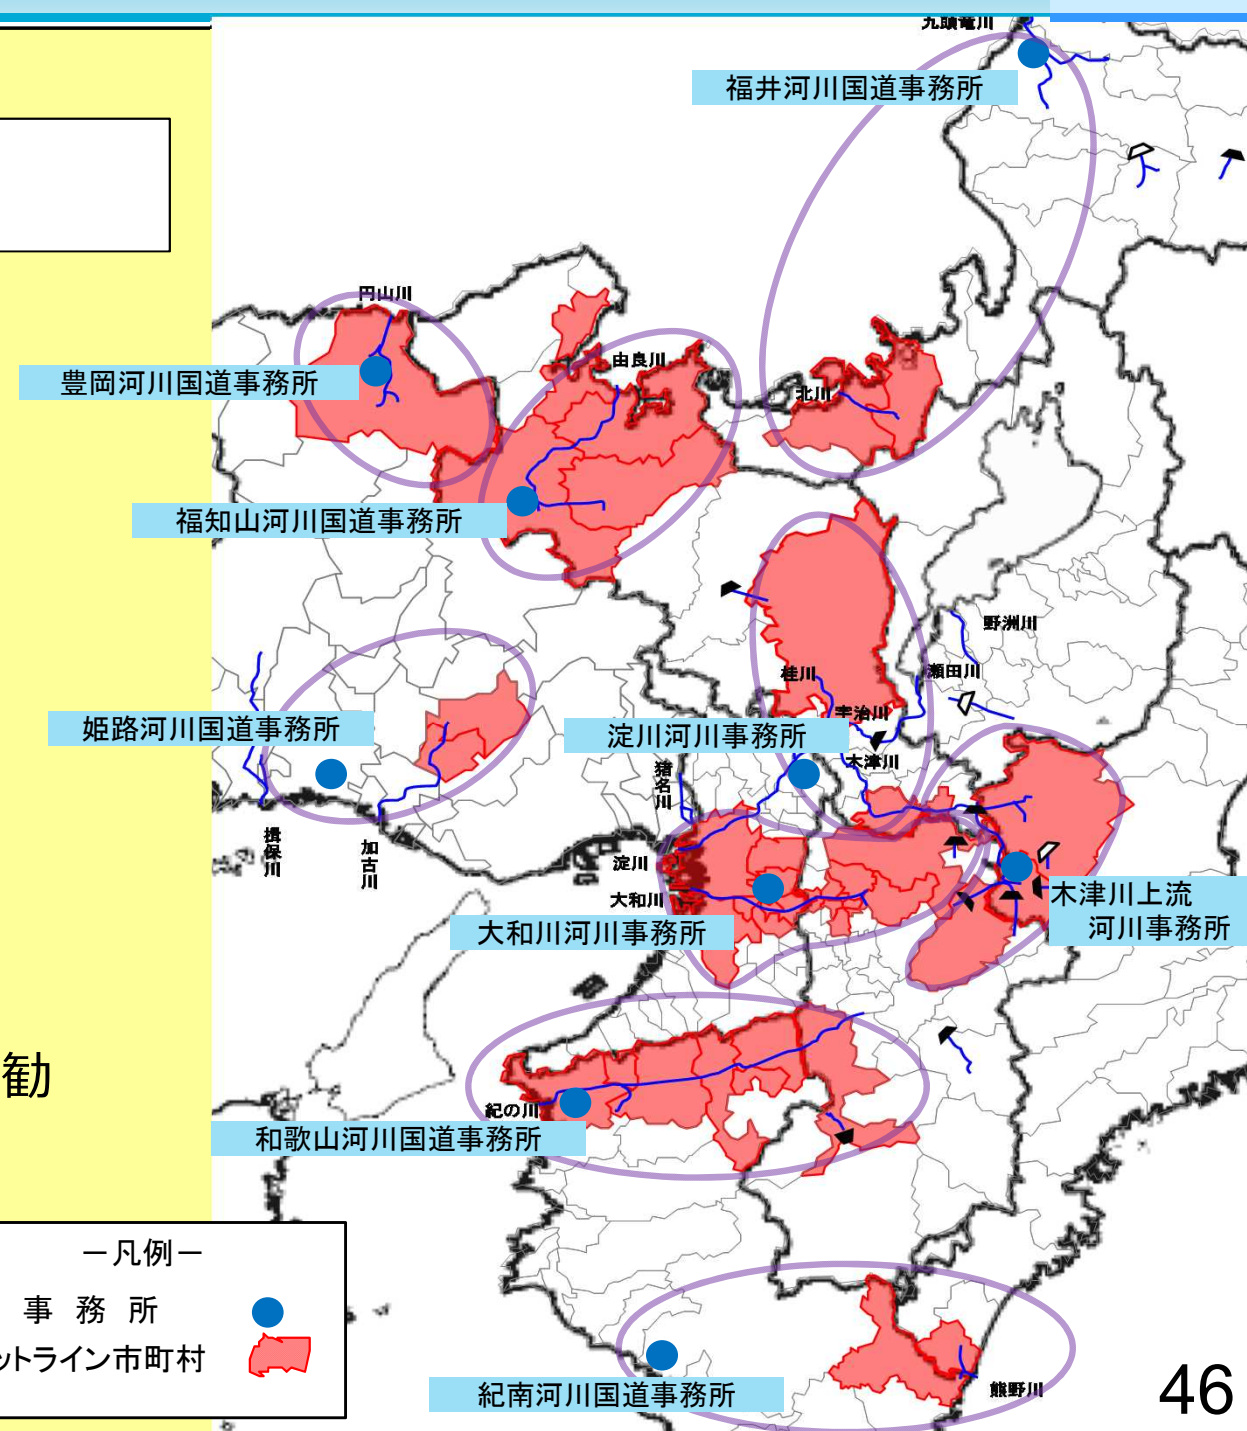 九頭竜川
福井河川国道事務所
円山川
由良川
豊岡河川国道事務所
北川
福知山河川国道事務所
野洲川
瀬田川
桂川
宇治川
姫路河川国道事務所
淀川河川事務所
木津川
猪名川
揖保川
加古川
淀川
大和川
木津川上流
河川事務所
大和川河川事務所
勧
紀の川
和歌山河川国道事務所
－凡例－
事務所
ットライン市町村
紀南河川国道事務所
熊野川
46